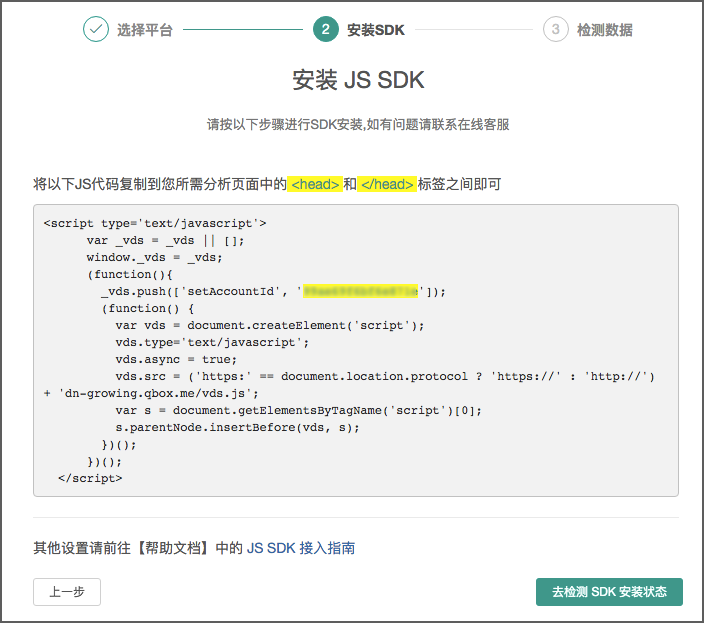 选择平台
2 安装SDK
3 检测数据
安装 JS SDK
请按以下步骤进行SDK安装,如有问题请联系在线客服
将以下JS代码复制到您所需分析页面中的 <head> 和 </head> 标签之间即可
<script type='text/javascript'>
var _vds = _vds || [];
window._vds = _vds;
(function(){
_vds.push(['setAccountId', '']);
(function() {
var vds = document.createElement('script');
vds.type='text/javascript';
vds.async = true;
vds.src = ('https:' == document.location.protocol ? 'https://' : 'http://')
+ 'dn-growing.qbox.me/vds.js';
var s = document.getElementsByTagName('script')[0];
s.parentNode.insertBefore(vds, s);
})();
})();
</script>
其他设置请前往【帮助文档】中的 JS SDK 接入指南
上一步
去检测 SDK 安装状态